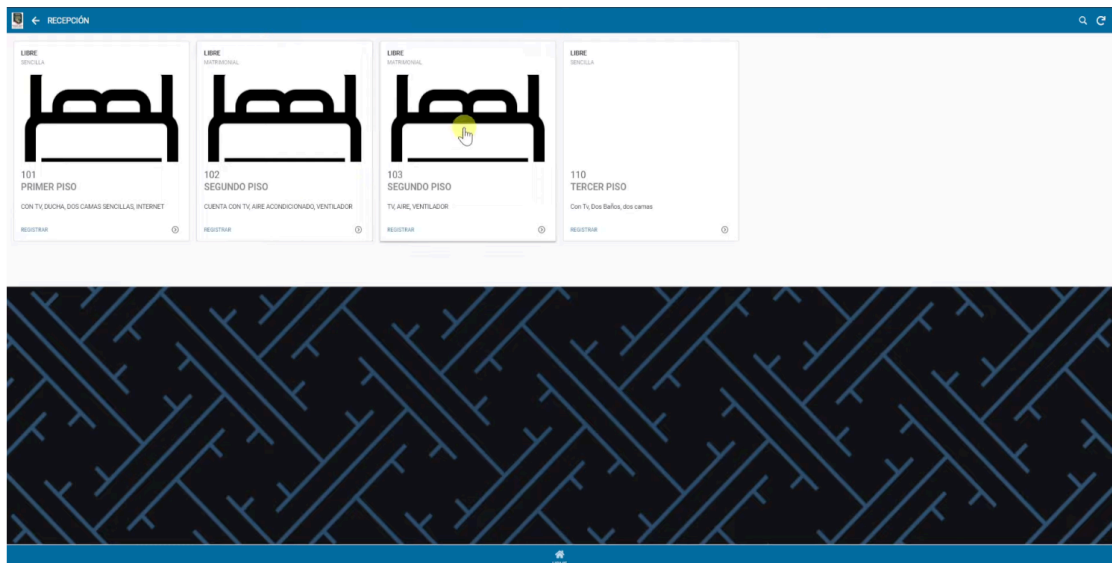 RECEPCIÓN
LIBRE
SENCILLA
101
PRIMER PISO
CON TV, DUCHA, DOS CAMAS SENCILLAS, INTERNET
REGISTRAR
LIBRE
MATRIMONIAL
102
SEGUNDO PISO
CUENTA CON TV, AIRE ACONDICIONADO, VENTILADOR
REGISTRAR
LIBRE
MATRIMONIAL
103
SEGUNDO PISO
TV, AIRE, VENTILADOR
REGISTRAR
LIBRE
SENCILLA
110
TERCER PISO
Con Tv, Dos Baños, dos camas
REGISTRAR